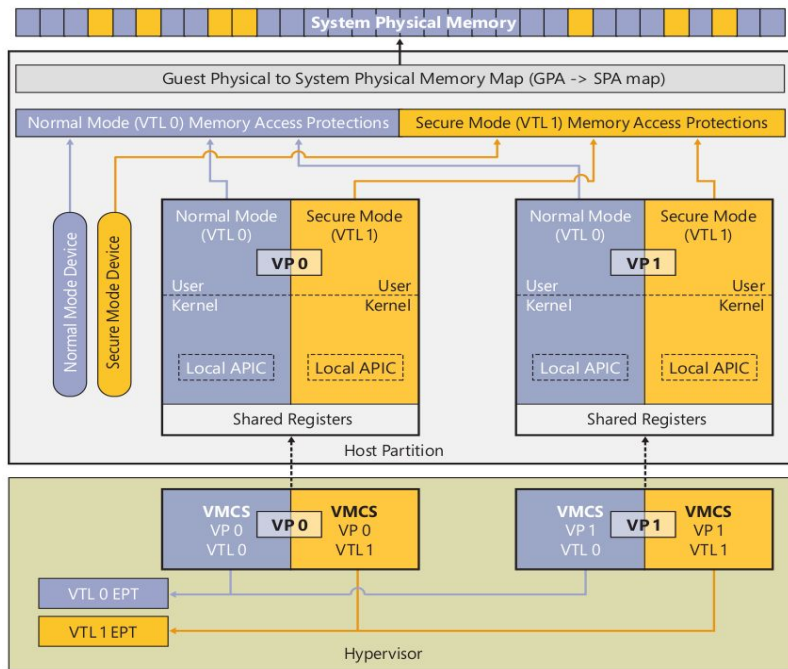 System Physical Memory
Guest Physical to System Physical Memory Map (GPA -> SPA map)
Normal Mode (VTL 0) Memory Access Protections
Secure Mode (VTL 1) Memory Access Protections
Normal Mode Device
Secure Mode Device
Normal Mode
(VTL 0)
Secure Mode
(VTL 1)
VP 0
User
User
Kernel
Kernel
Local APIC
Local APIC
Shared Registers
Normal Mode
(VTL 0)
Secure Mode
(VTL 1)
VP 1
User
User
Kernel
Kernel
Local APIC
Local APIC
Shared Registers
Host Partition
VMCS
VP 0
VTL 0
VP 0
VMCS
VP 0
VTL 1
VMCS
VP 1
VTL 0
VP 1
VMCS
VP 1
VTL 1
VTL 0 EPT
VTL 1 EPT
Hypervisor